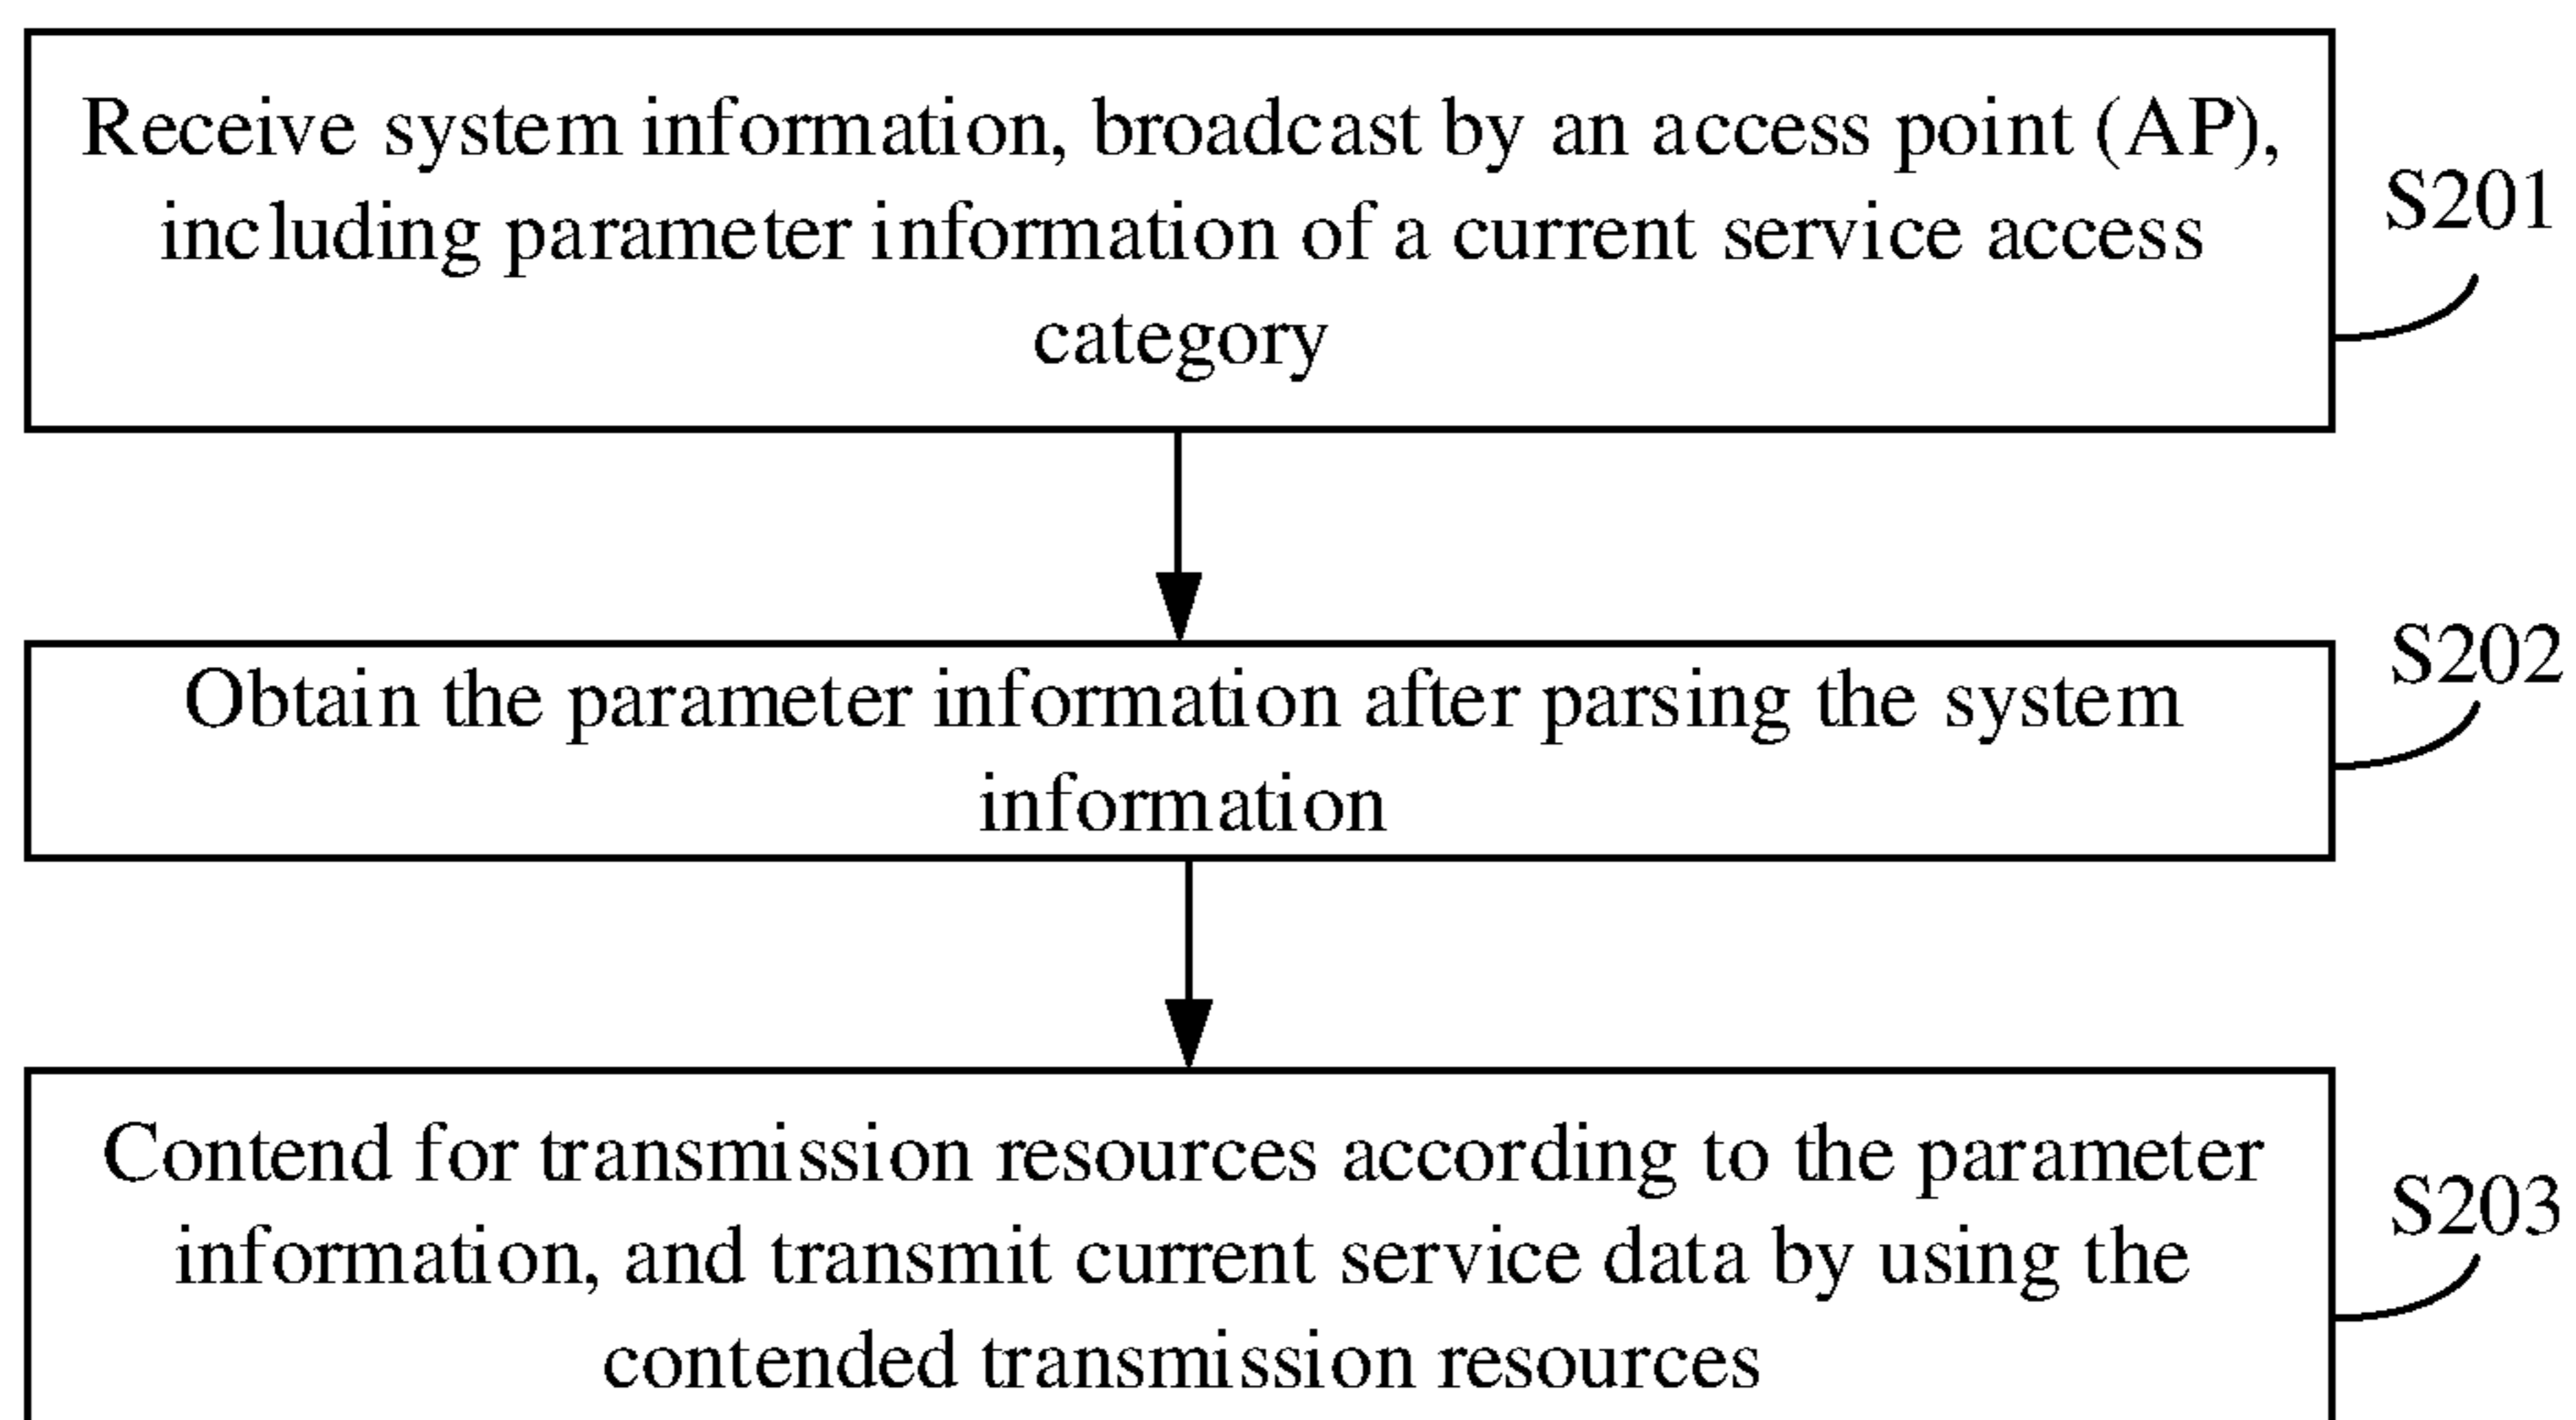 Receive system information, broadcast by an access point (AP),
including parameter information of a current service access
category
S201
Obtain the parameter information after parsing the system
information
S202
Contend for transmission resources according to the parameter
information, and transmit current service data by using the
contended transmission resources
S203